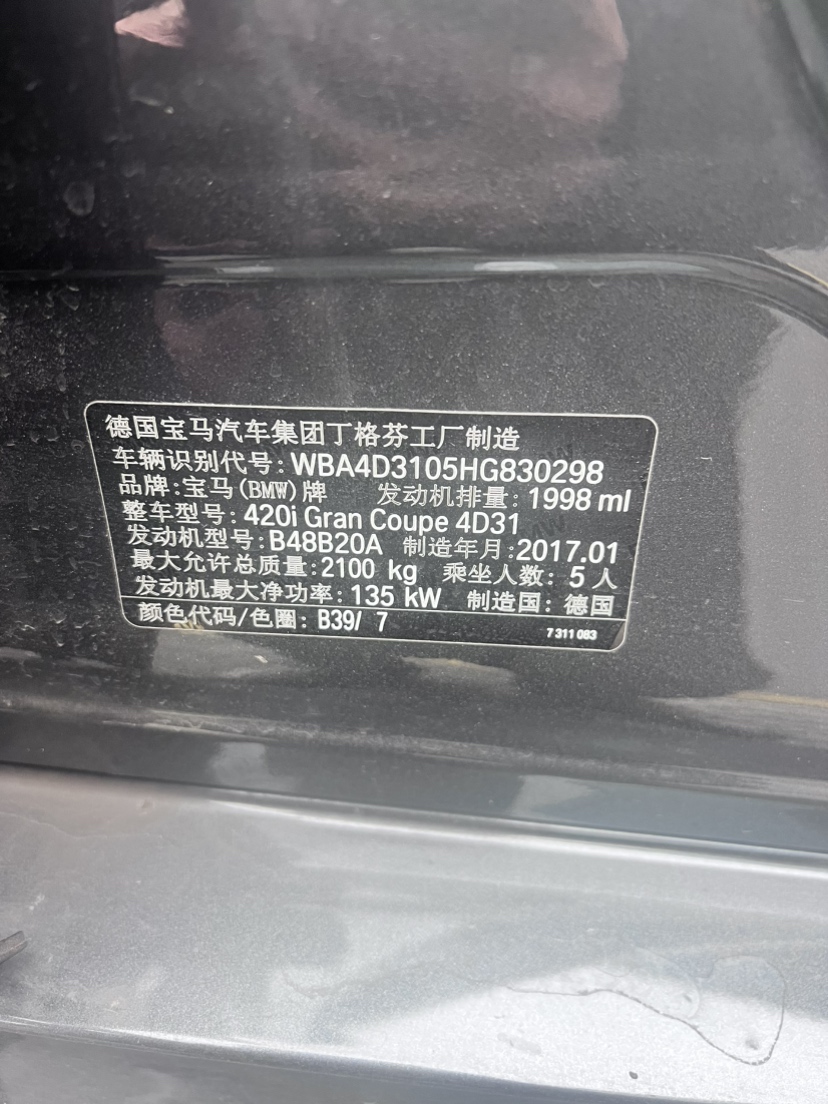 德国宝马汽车集团丁格芬工厂制造
车辆识别代号: WBA4D3105HG830298
品牌: 宝马(BMW)牌 发动机排量: 1998 ml
整车型号: 420i Gran Coupe 4D31
发动机型号: B48B20A 制造年月: 2017.01
最大允许总质量: 2100 kg 乘坐人数: 5 人
发动机最大净功率: 135 kW 制造国: 德国
颜色代码/色圈: B39/ 7 7 311 083